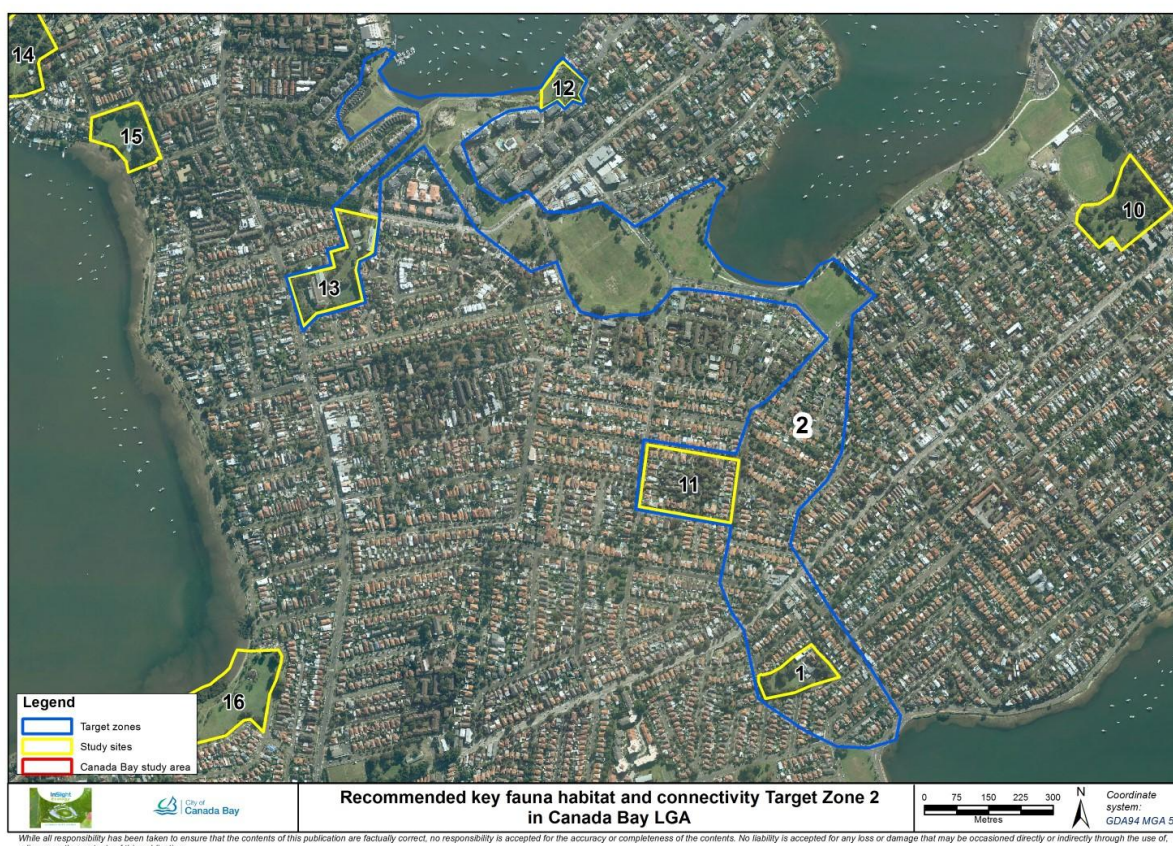 14
12
15
10
13
2
11
1
16
Legend
Target zones
Study sites
Canada Bay study area
InSight
City of
Canada Bay
Recommended key fauna habitat and connectivity Target Zone 2
in Canada Bay LGA
0 75 150 225 300
Metres
N
Coordinate
system:
GDA94 MGA 5
While all responsibility has been taken to ensure that the contents of this publication are factually correct, no responsibility is accepted for the accuracy or completeness of the contents. No liability is accepted for any loss or damage that may be occasioned directly or indirectly through the use of,